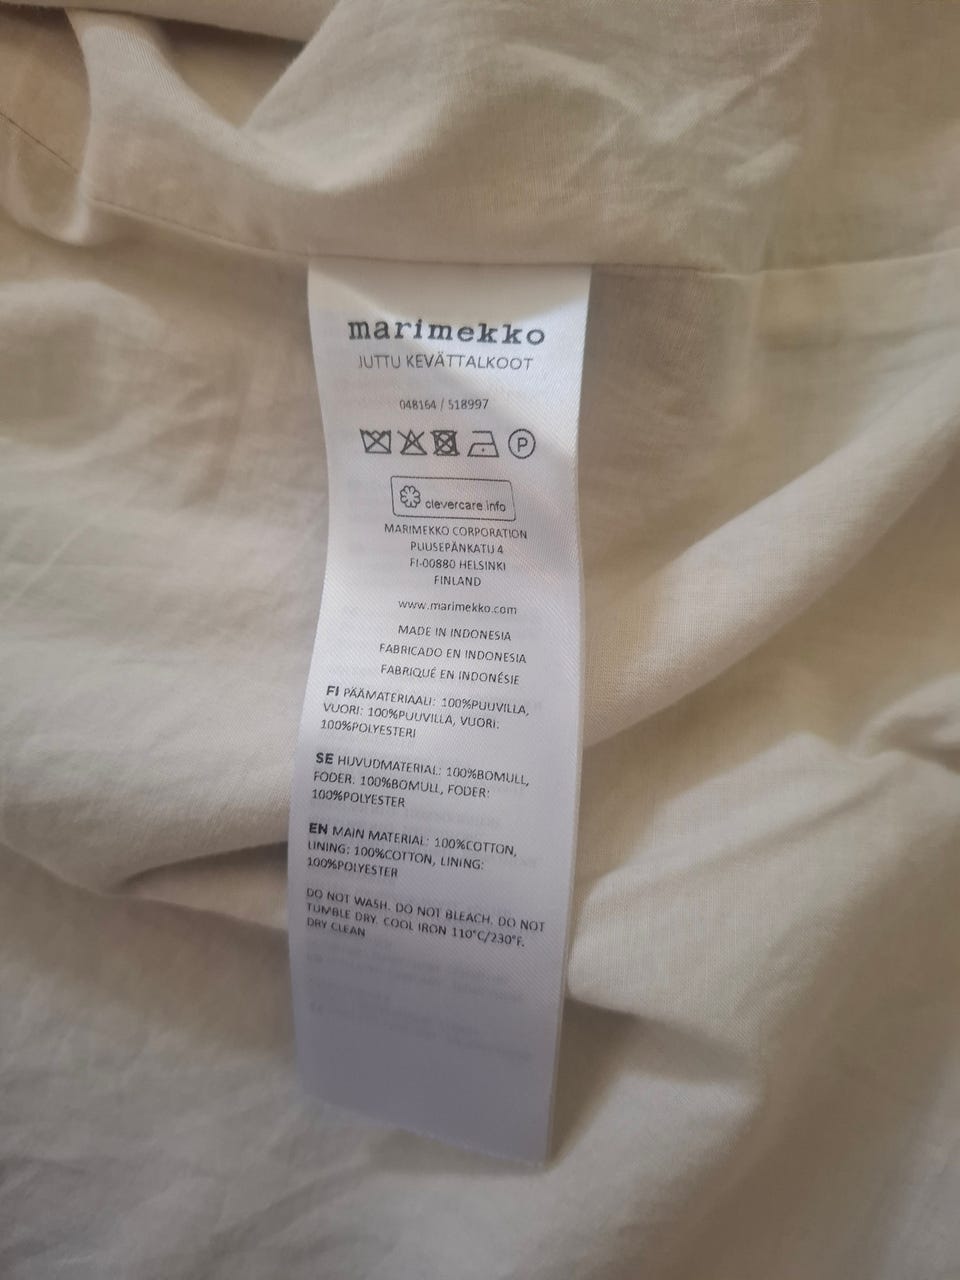 marimekko
JUTTU KEVÄTTALKOOT
048164 / 518997
P
clevercare.info
MARIMEKKO CORPORATION
PUUSEPÄNKATU 4
FI-00880 HELSINKI
FINLAND
www.marimekko.com
MADE IN INDONESIA
FABRICADO EN INDONESIA
FABRIQUÉ EN INDONÉSIE
FI PÄÄMATERIAALI: 100%PUUVILLA,
VUORI: 100%PUUVILLA, VUORI:
100%POLYESTERI
SE HUVUDMATERIAL: 100%BOMULL,
FODER: 100%BOMULL, FODER:
100%POLYESTER
EN MAIN MATERIAL: 100%COTTON,
LINING: 100%COTTON, LINING:
100%POLYESTER
DO NOT WASH. DO NOT BLEACH. DO NOT
TUMBLE DRY. COOL IRON 110°C/230°F.
DRY CLEAN